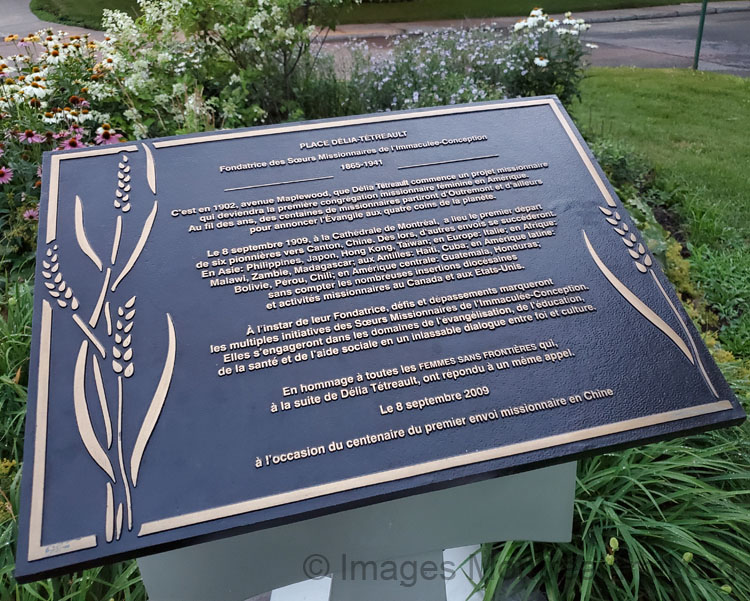 PLACE DÉLIA-TÉTREAULT
Fondatrice des Sœurs Missionnaires de l'Immaculée-Conception
1865-1941
C'est en 1902, avenue Maplewood, que Délia Tétreault commence un projet missionnaire
qui deviendra la première congrégation missionnaire féminine en Amérique.
Au fil des ans, des centaines de missionnaires partiront d'Outremont et d'ailleurs
pour annoncer l'Évangile aux quatre coins de la planète.
Le 8 septembre 1909, à la Cathédrale de Montréal, a lieu le premier départ
de six pionnières vers Canton, Chine. Dès lors, d'autres envois se succéderont.
En Asie: Philippines, Japon, Hong Kong, Taiwan, en Europe: Italie; en Afrique:
Malawi, Zambie, Madagascar; aux Antilles: Haïti, Cuba; en Amérique latine:
Bolivie, Pérou, Chili; en Amérique centrale: Guatemala, Honduras;
sans compter les nombreuses insertions diocésaines
et activités missionnaires au Canada et aux États-Unis.
À l'instar de leur Fondatrice, défis et dépassements marqueront
les multiples initiatives des Sœurs Missionnaires de l'Immaculée-Conception.
Elles s'engageront dans les domaines de l'évangélisation, de l'éducation,
de la santé et de l'aide sociale en un inlassable dialogue entre foi et culture.
En hommage à toutes les FEMMES SANS FRONTIÈRES qui,
à la suite de Délia Tétreault, ont répondu à un même appel.
Le 8 septembre 2009
à l'occasion du centenaire du premier envoi missionnaire en Chine
© Images